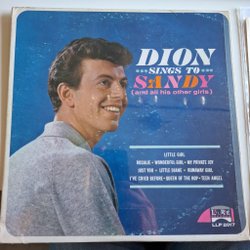 DION
SINGS TO
SANDY
(and all his other girls)
LITTLE GIRL
ROSALIE • WONDERFUL GIRL • MY PRIVATE JOY
JUST YOU • LITTLE DIANE • RUNAWAY GIRL
I'VE CRIED BEFORE • QUEEN OF THE HOP • TEEN ANGEL
LLP 2017